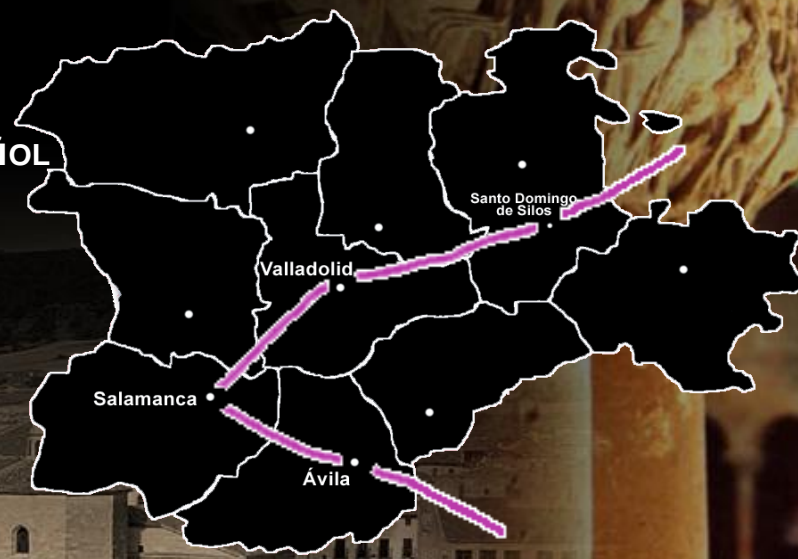 ÑOL
Santo Domingo
de Silos
Valladolid
Salamanca
Ávila